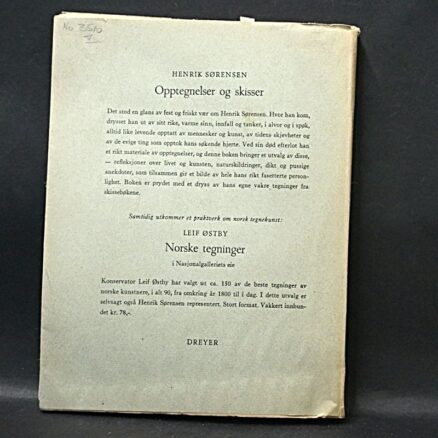 HENRIK SØRENSEN
Opptegnelser og skisser
Det stod en glans av fest og friskt vær om Henrik Sørensen. Hvor han kom,
drysset han ut av sitt rike, varme sinn, innfall og tanker, i alvor og i spøk,
alltid like levende opptatt av mennesker og kunst, av tidens skjevheter og
av de evige ting som opptok hans søkende hjerte. Ved sin død efterlot han
et rikt materiale av opptegnelser, og denne boken bringer et utvalg av disse,
— refleksjoner over livet og kunsten, naturskildringer, dikt og pussige
anekdoter, som tilsammen gir et bilde av hele hans rikt fasetterte person-
lighet. Boken er prydet med et dryss av hans egne vakre tegninger fra
skissebøkene.
Samtidig utkommer et praktverk om norsk tegnekunst:
LEIF ØSTBY
Norske tegninger
i Nasjonalgalleriets eie
Konservator Leif Østby har valgt ut ca. 150 av de beste tegninger av
norske kunstnere, i alt 90, fra omkring år 1800 til i dag. I dette utvalg er
selvsagt også Henrik Sørensen representert. Stort format. Vakkert innbun-
det kr. 78,-.
DREYER